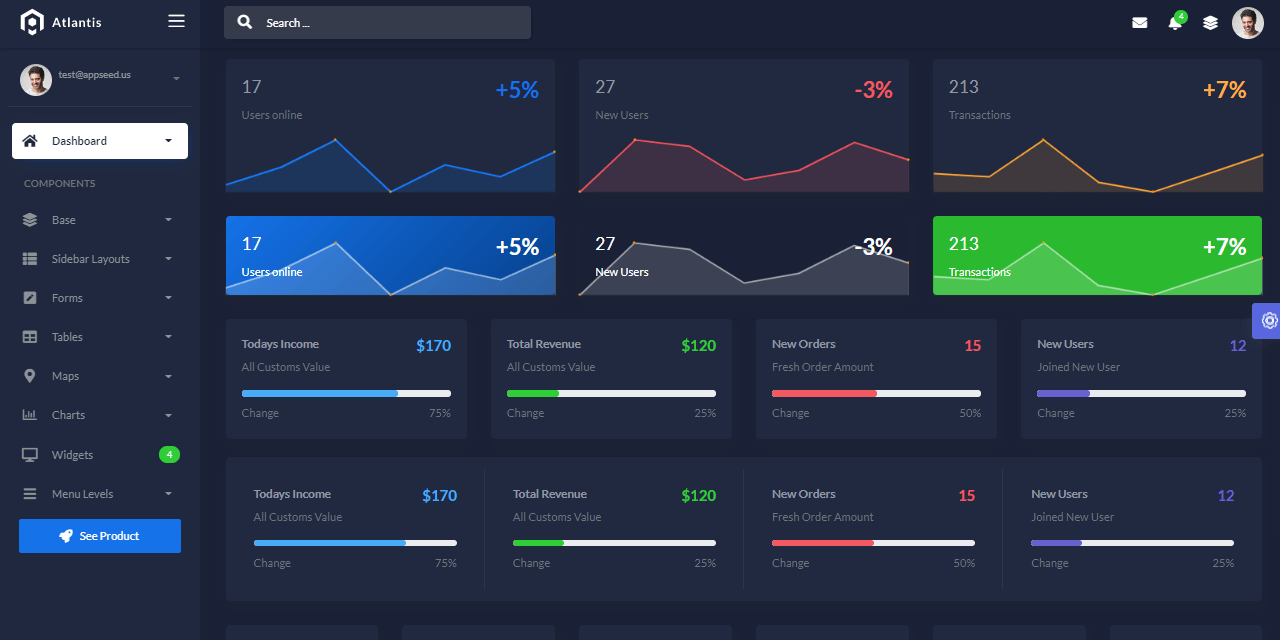 Atlantis
Search ...
4
test@appseed.us
Dashboard
COMPONENTS
Base
Sidebar Layouts
Forms
Tables
Maps
Charts
Widgets 4
Menu Levels
See Product
17 +5%
Users online
27 -3%
New Users
213 +7%
Transactions
17 +5%
Users online
27 -3%
New Users
213 +7%
Transactions
Todays Income $170
All Customs Value
Change 75%
Total Revenue $120
All Customs Value
Change 25%
New Orders 15
Fresh Order Amount
Change 50%
New Users 12
Joined New User
Change 25%
Todays Income $170
All Customs Value
Change 75%
Total Revenue $120
All Customs Value
Change 25%
New Orders 15
Fresh Order Amount
Change 50%
New Users 12
Joined New User
Change 25%